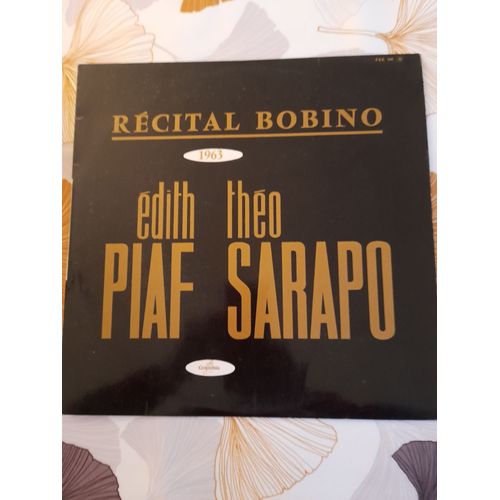 RÉCITAL BOBINO
1963
édith théo
PIAF SARAPO
Columbia